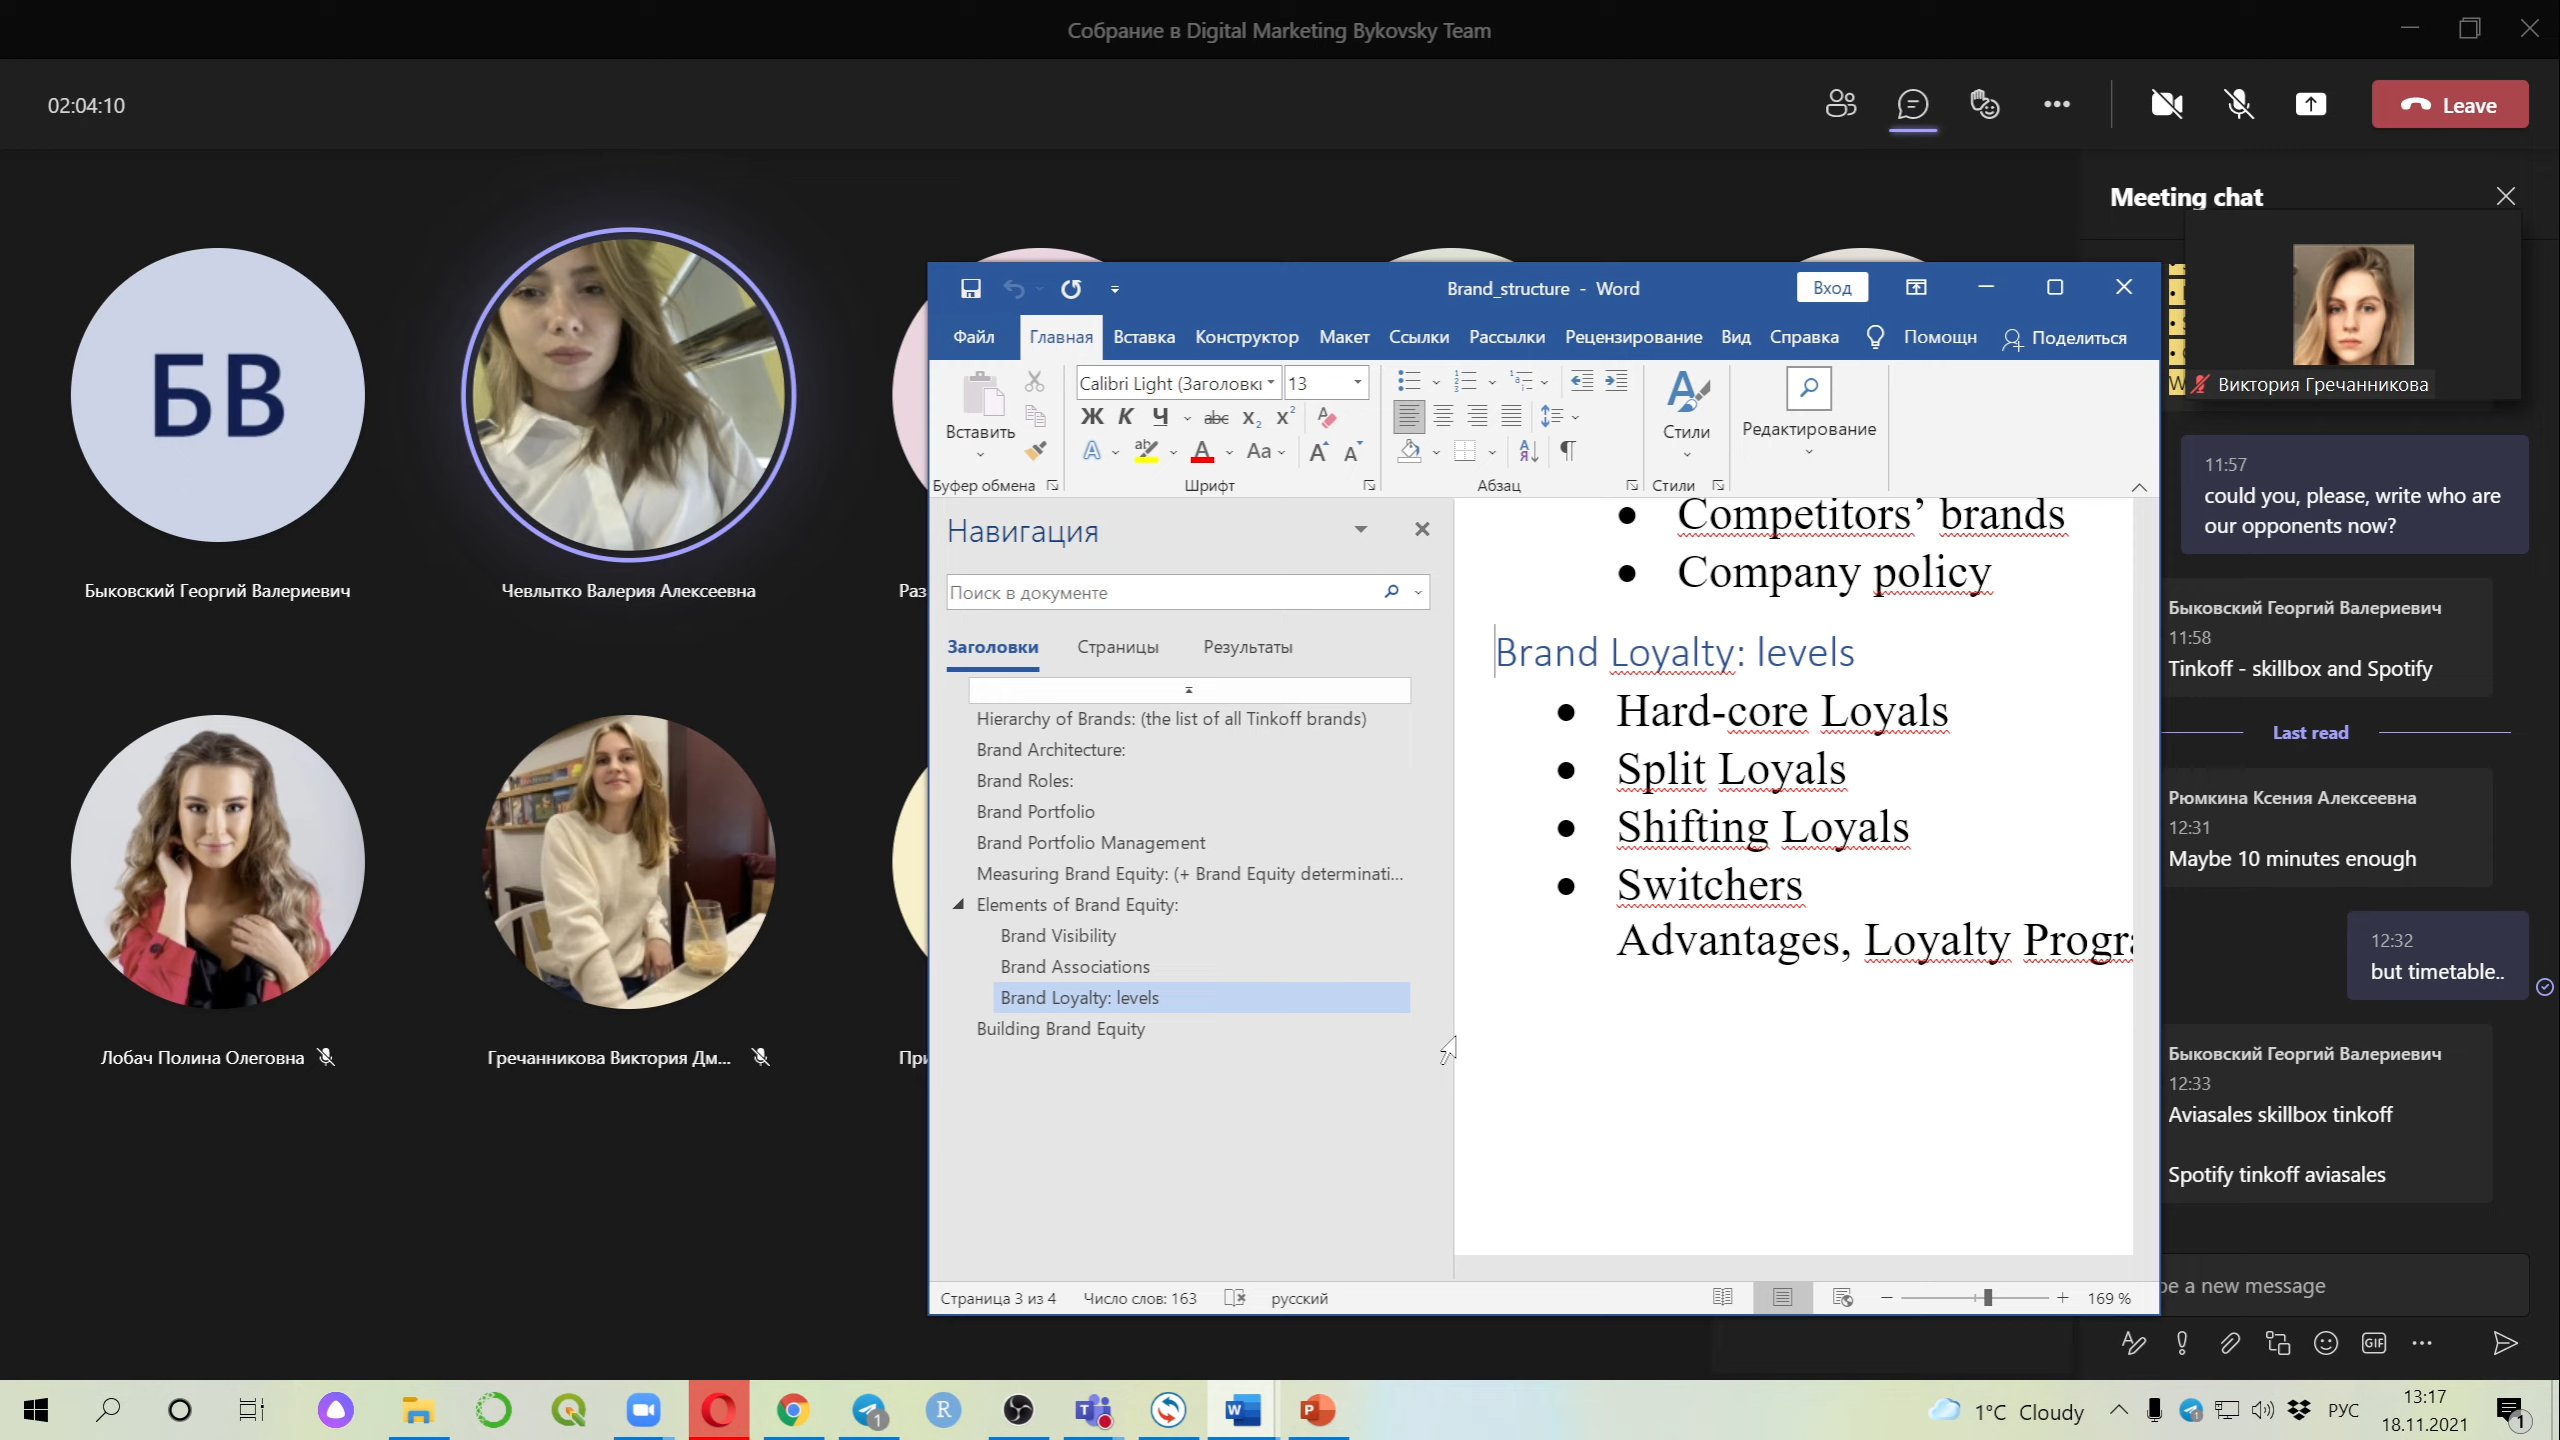 Собрание в Digital Marketing Bykovsky Team
02:04:10
Leave
Meeting chat
Виктория Гречанникова
11:57
could you, please, write who are
our opponents now?
Быковский Георгий Валериевич
11:58
Tinkoff - skillbox and Spotify
Last read
Рюмкина Ксения Алексеевна
12:31
Maybe 10 minutes enough
12:32
but timetable..
Быковский Георгий Валериевич
12:33
Aviasales skillbox tinkoff
Spotify tinkoff aviasales
a new message
GIF
БВ
Быковский Георгий Валериевич
Чевлытко Валерия Алексеевна
Раз
Лобач Полина Олеговна
Гречанникова Виктория Дм...
При
Brand_structure - Word
Вход
Файл Главная Вставка Конструктор Макет Ссылки Рассылки Рецензирование Вид Справка Помощн Поделиться
Вставить
Calibri Light (Заголовки 13
Ж К Ч abc X₂ X²
Aa
Стили
Редактирование
Буфер обмена Шрифт Абзац Стили
Навигация
Поиск в документе
Заголовки Страницы Результаты
Hierarchy of Brands: (the list of all Tinkoff brands)
Brand Architecture:
Brand Roles:
Brand Portfolio
Brand Portfolio Management
Measuring Brand Equity: (+ Brand Equity determinati...
Elements of Brand Equity:
Brand Visibility
Brand Associations
Brand Loyalty: levels
Building Brand Equity
• Competitors’ brands
• Company policy
Brand Loyalty: levels
• Hard-core Loyals
• Split Loyals
• Shifting Loyals
• Switchers
Advantages, Loyalty Progra
Страница 3 из 4 Число слов: 163 русский
169 %
1°C Cloudy
РУС
13:17
18.11.2021
1